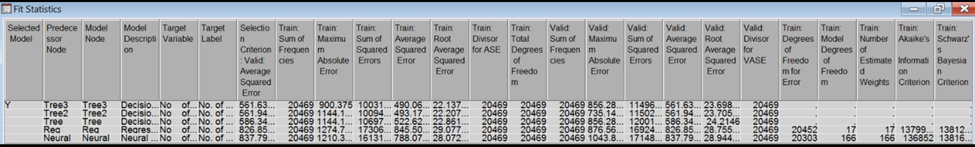 Fit Statistics
Selected Model | Predecessor Node | Model Node | Model Description | Target Variable | Target Label | Selection Criterion: Valid: Average Squared Error | Train: Sum of Frequencies | Train: Maximum Absolute Error | Train: Sum of Squared Errors | Train: Average Squared Error | Train: Root Average Squared Error | Train: Divisor for ASE | Train: Total Degrees of Freedom | Valid: Sum of Frequencies | Valid: Maximum Absolute Error | Valid: Sum of Squared Errors | Valid: Average Squared Error | Valid: Root Average Squared Error | Valid: Divisor for VASE | Train: Degrees of Freedom for Error | Train: Model Degrees of Freedom | Train: Number of Estimated Weights | Train: Akaike's Information Criterion | Train: Schwarz's Bayesian Criterion
Y Tree3 Tree3 Decisio... No of... No. of ... 561.63... 20469 900.375 10031... 490.06... 22.137... 20469 20469 20469 856.28... 11496... 561.63... 23.698... 20469 . . . . .
Tree2 Tree2 Decisio... No of... No. of ... 561.94... 20469 1144.1... 10094... 493.17... 22.207... 20469 20469 20469 735.14... 11502... 561.94... 23.705... 20469 . . . . .
Tree Tree Decisio... No of... No. of ... 586.34... 20469 1144.1... 10697... 522.62... 22.861... 20469 20469 20469 856.28... 12001... 586.34... 24.2146 20469 . . . . .
Reg Reg Regres... No of... No. of ... 826.85... 20469 1274.7... 17306... 845.50... 29.077... 20469 20469 20469 876.56... 16924... 826.85... 28.755... 20469 20452 17 17 13799... 13812...
Neural Neural Neural ... No of... No. of ... 837.79... 20469 1210.3... 16131... 788.07... 28.072... 20469 20469 20469 1043.8... 17148... 837.79... 28.944... 20469 20303 166 166 136852 13816...